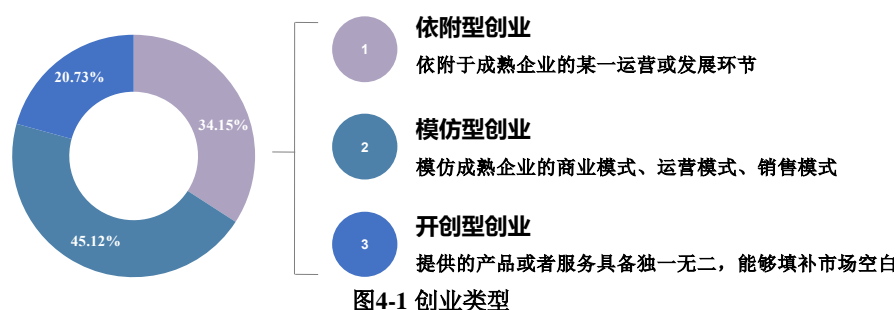 20.73%
34.15%
45.12%
1
依附型创业
依附于成熟企业的某一运营或发展环节
2
模仿型创业
模仿成熟企业的商业模式、运营模式、销售模式
3
开创型创业
提供的产品或者服务具备独一无二，能够填补市场空白
图4-1 创业类型